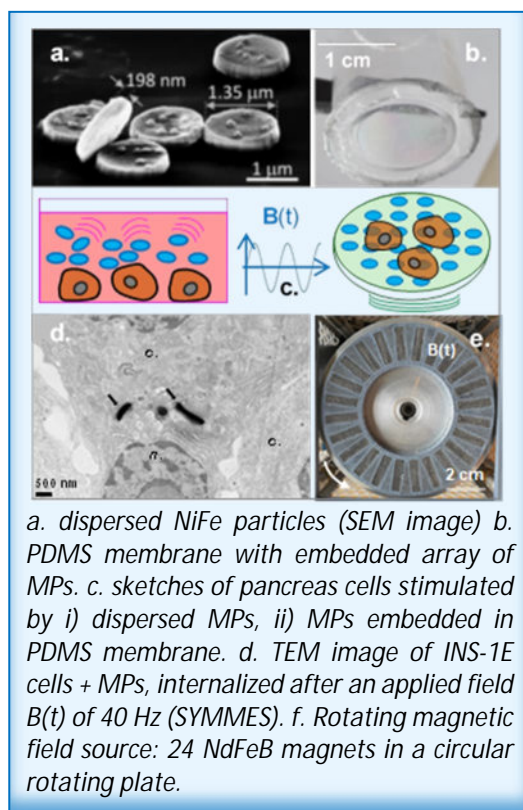 a.
198 nm
1.35 µm
1 µm
1 cm
b.
B(t)
c.
d.
c.
n.
c.
500 nm
e.
B(t)
2 cm
a. dispersed NiFe particles (SEM image) b.
PDMS membrane with embedded array of
MPs. c. sketches of pancreas cells stimulated
by i) dispersed MPs, ii) MPs embedded in
PDMS membrane. d. TEM image of INS-1E
cells + MPs, internalized after an applied field
B(t) of 40 Hz (SYMMES). f. Rotating magnetic
field source: 24 NdFeB magnets in a circular
rotating plate.